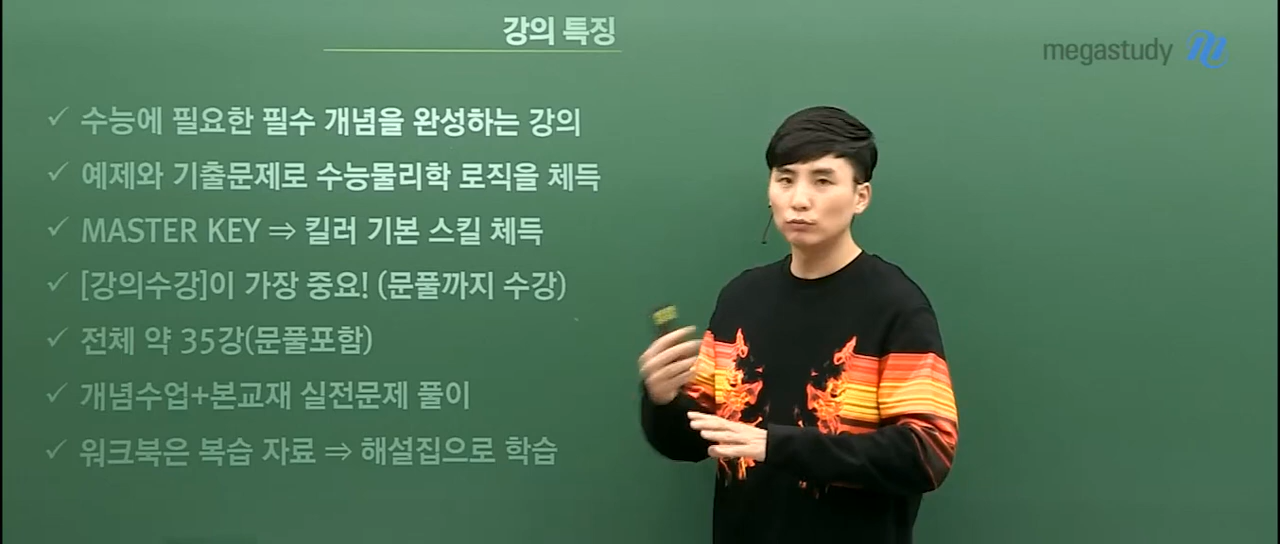 강의 특징
megastudy
✓ 수능에 필요한 필수 개념을 완성하는 강의
✓ 예제와 기출문제로 수능물리학 로직을 체득
✓ MASTER KEY ⇒ 킬러 기본 스킬 체득
✓ [강의수강]이 가장 중요! (문풀까지 수강)
✓ 전체 약 35강(문풀포함)
✓ 개념수업+본교재 실전문제 풀이
✓ 워크북은 복습 자료 ⇒ 해설집으로 학습